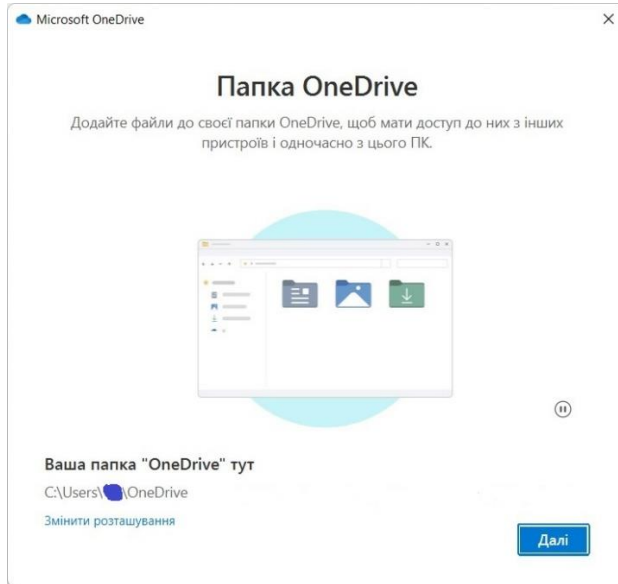 Microsoft OneDrive
Папка OneDrive
Додайте файли до своєї папки OneDrive, щоб мати доступ до них з інших
пристроїв і одночасно з цього ПК.
Ваша папка "OneDrive" тут
C:\Users\ \OneDrive
Змінити розташування
Далі